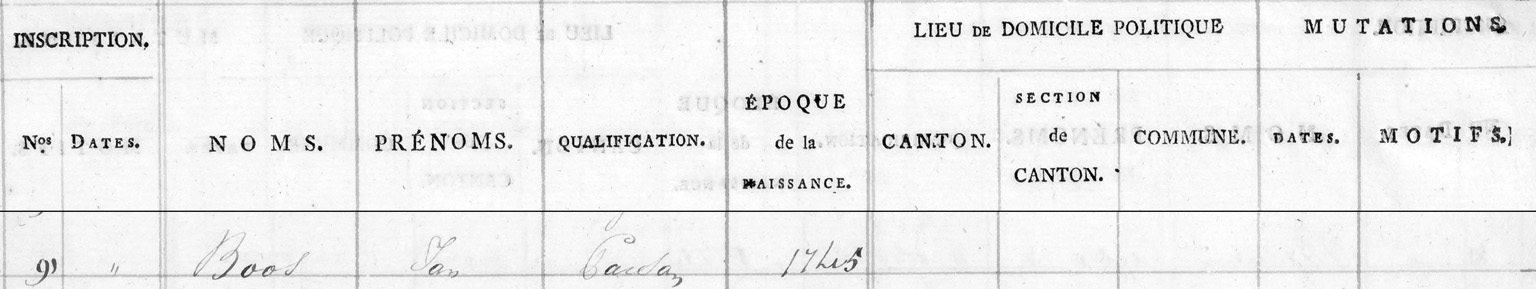 INSCRIPTION,
LIEU DE DOMICILE POLITIQUE
MUTATIONS.
Nos
DATES.
NOMS.
PRÉNOMS.
QUALIFICATION.
ÉPOQUE
de la
NAISSANCE.
CANTON.
SECTION
de
CANTON.
COMMUNE.
DATES.
MOTIFS.
9)
"
Boos
Jan
1745